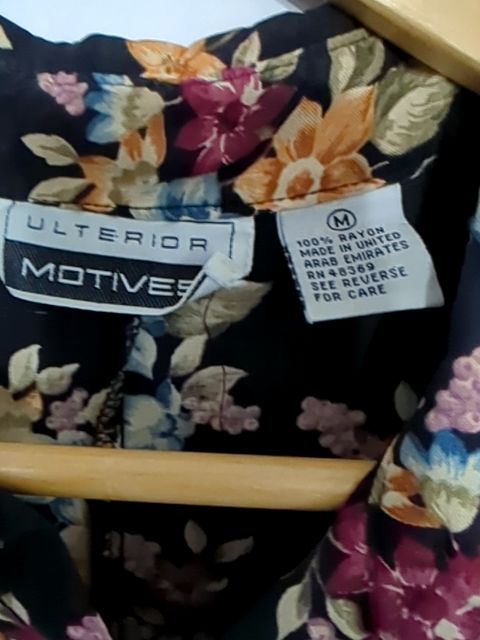 ULTERIOR
MOTIVES
M
100% RAYON
MADE IN UNITED
ARAB EMIRATES
RN 48369
SEE REVERSE
FOR CARE